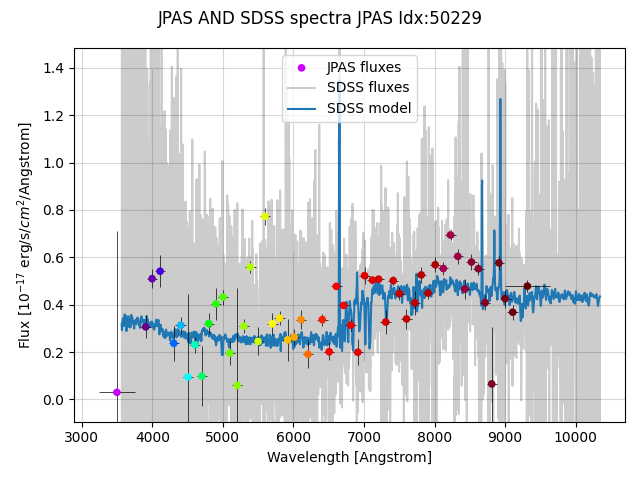 JPAS AND SDSS spectra JPAS Idx:50229
JPAS fluxes
SDSS fluxes
SDSS model
Flux [10⁻¹⁷ erg/s/cm²/Angstrom]
1.4
1.2
1.0
0.8
0.6
0.4
0.2
0.0
3000 4000 5000 6000 7000 8000 9000 10000
Wavelength [Angstrom]